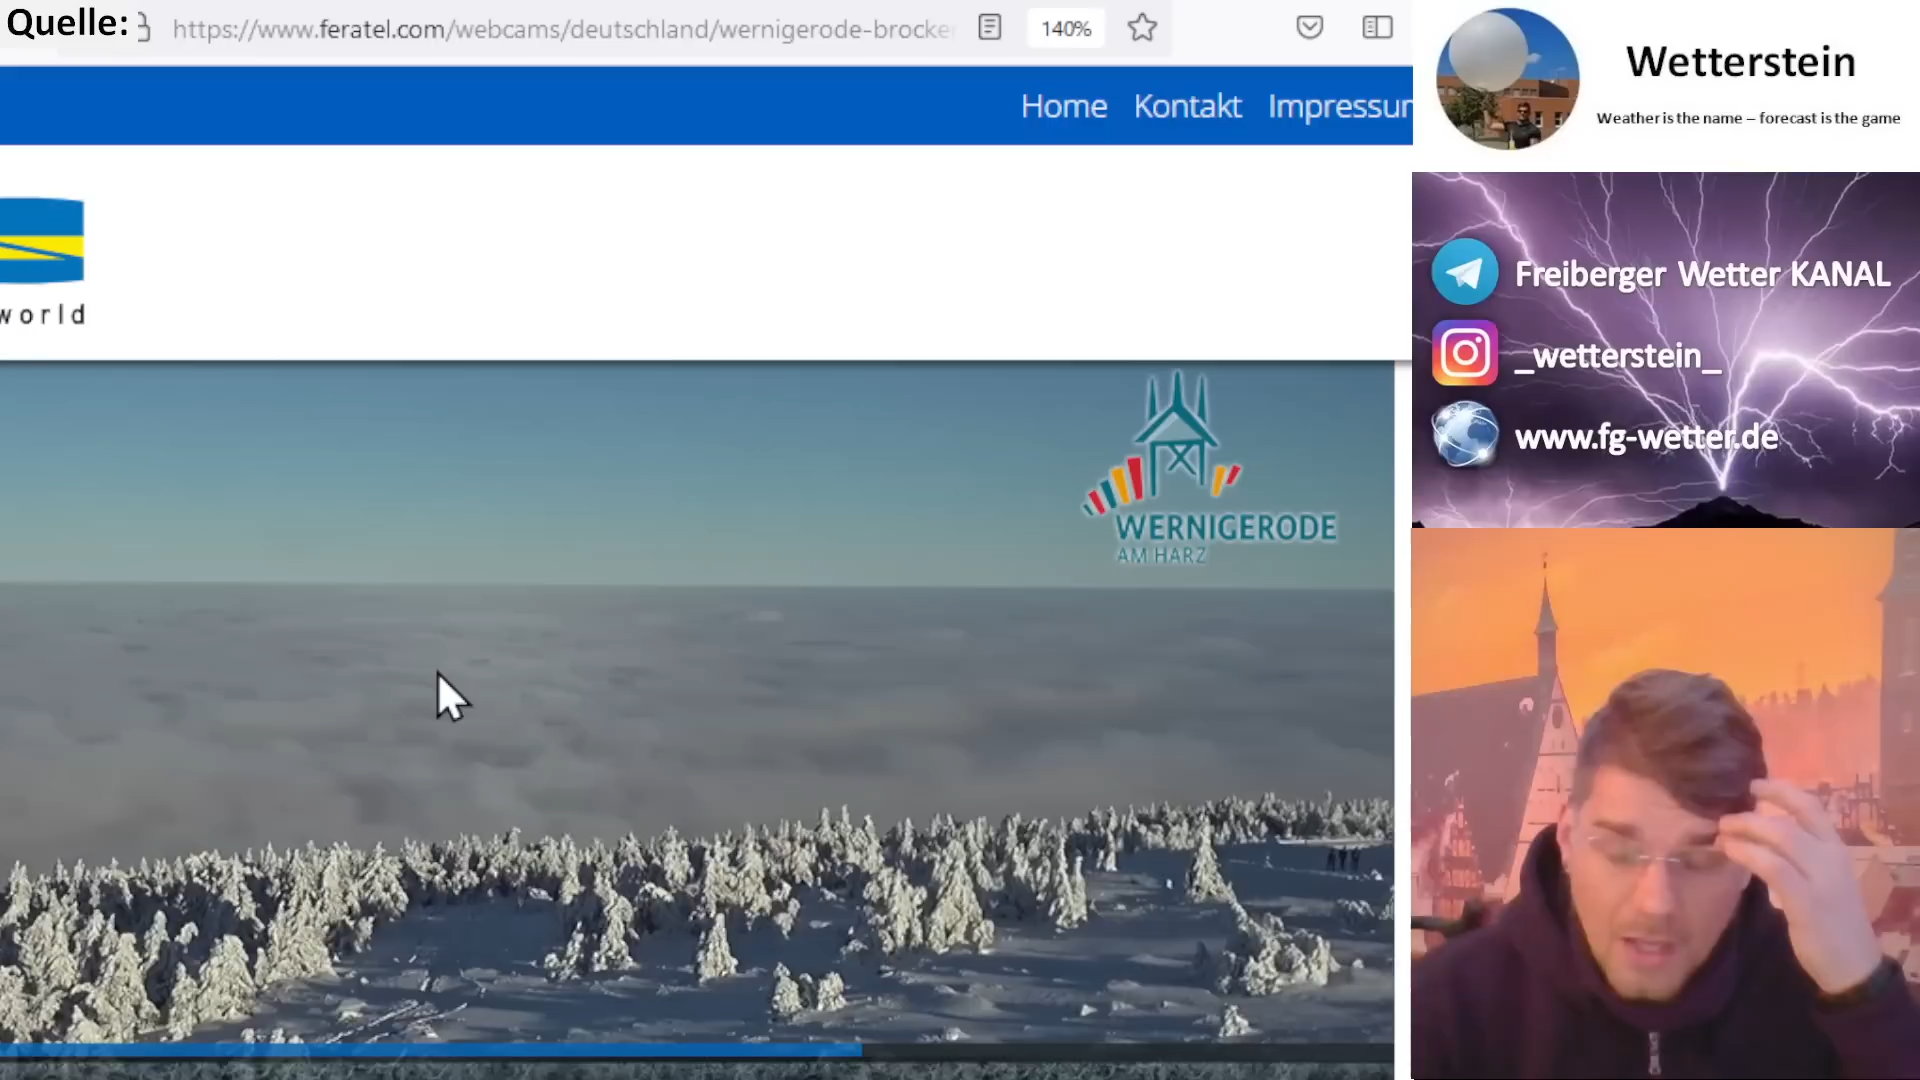 Quelle:
https://www.feratel.com/webcams/deutschland/wernigerode-brocke
140%
Home Kontakt Impressum
world
WERNIGERODE
AM HARZ
Wetterstein
Weather is the name – forecast is the game
Freiberger Wetter KANAL
_wetterstein_
www.fg-wetter.de